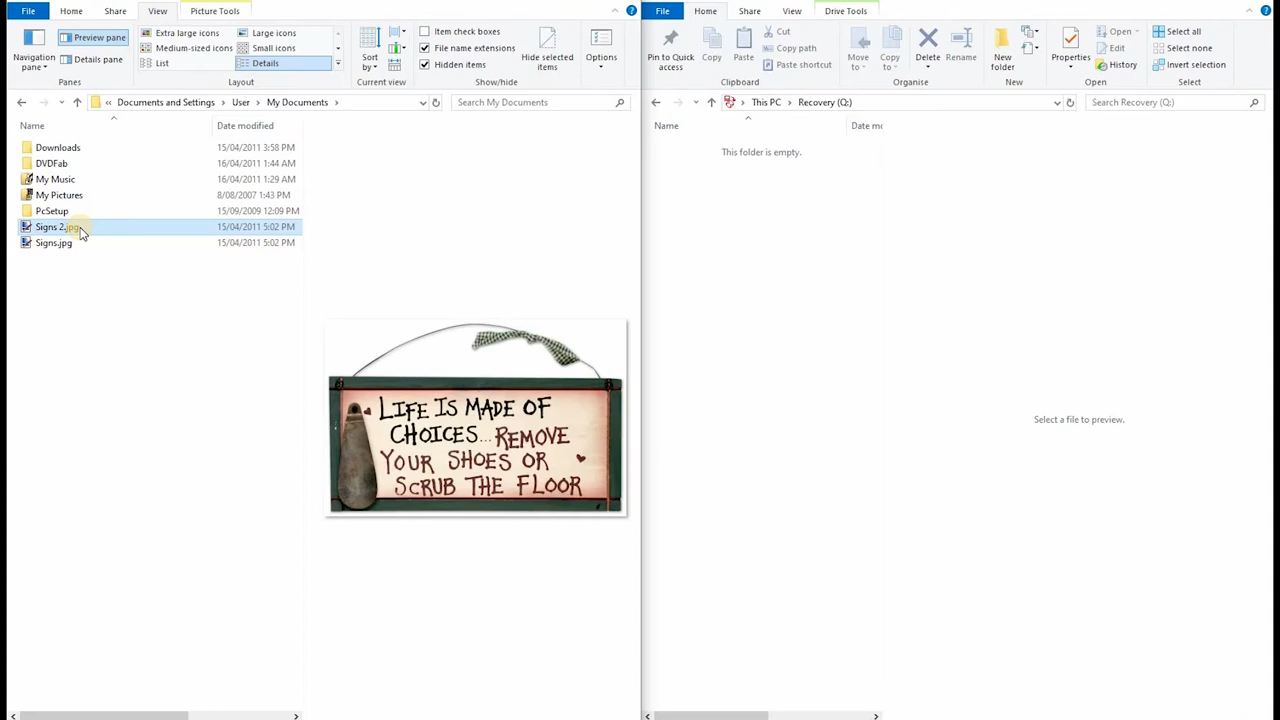 File Home Share View Picture Tools
Navigation pane
Preview pane
Details pane
Panes
Extra large icons Large icons
Medium-sized icons Small icons
List Details
Layout
Sort by
Current view
Item check boxes
File name extensions
Hidden items
Hide selected items
Show/hide
Options
« Documents and Settings > User > My Documents >
Search My Documents
Name Date modified
Downloads 15/04/2011 3:58 PM
DVDFab 16/04/2011 1:44 AM
My Music 16/04/2011 1:29 AM
My Pictures 8/08/2007 1:43 PM
PcSetup 15/09/2009 12:09 PM
Signs 2.jpg 15/04/2011 5:02 PM
Signs.jpg 15/04/2011 5:02 PM
LIFE IS MADE OF
CHOICES...REMOVE
YOUR SHOES OR
SCRUB THE FLOOR
File Home Share View Drive Tools
Pin to Quick access
Copy
Paste
Cut
Copy path
Paste shortcut
Clipboard
Move to
Copy to
Delete
Rename
Organise
New folder
New
Properties
Open
Edit
History
Open
Select all
Select none
Invert selection
Select
> This PC > Recovery (Q:)
Search Recovery (Q:)
Name Date mo
This folder is empty.
Select a file to preview.